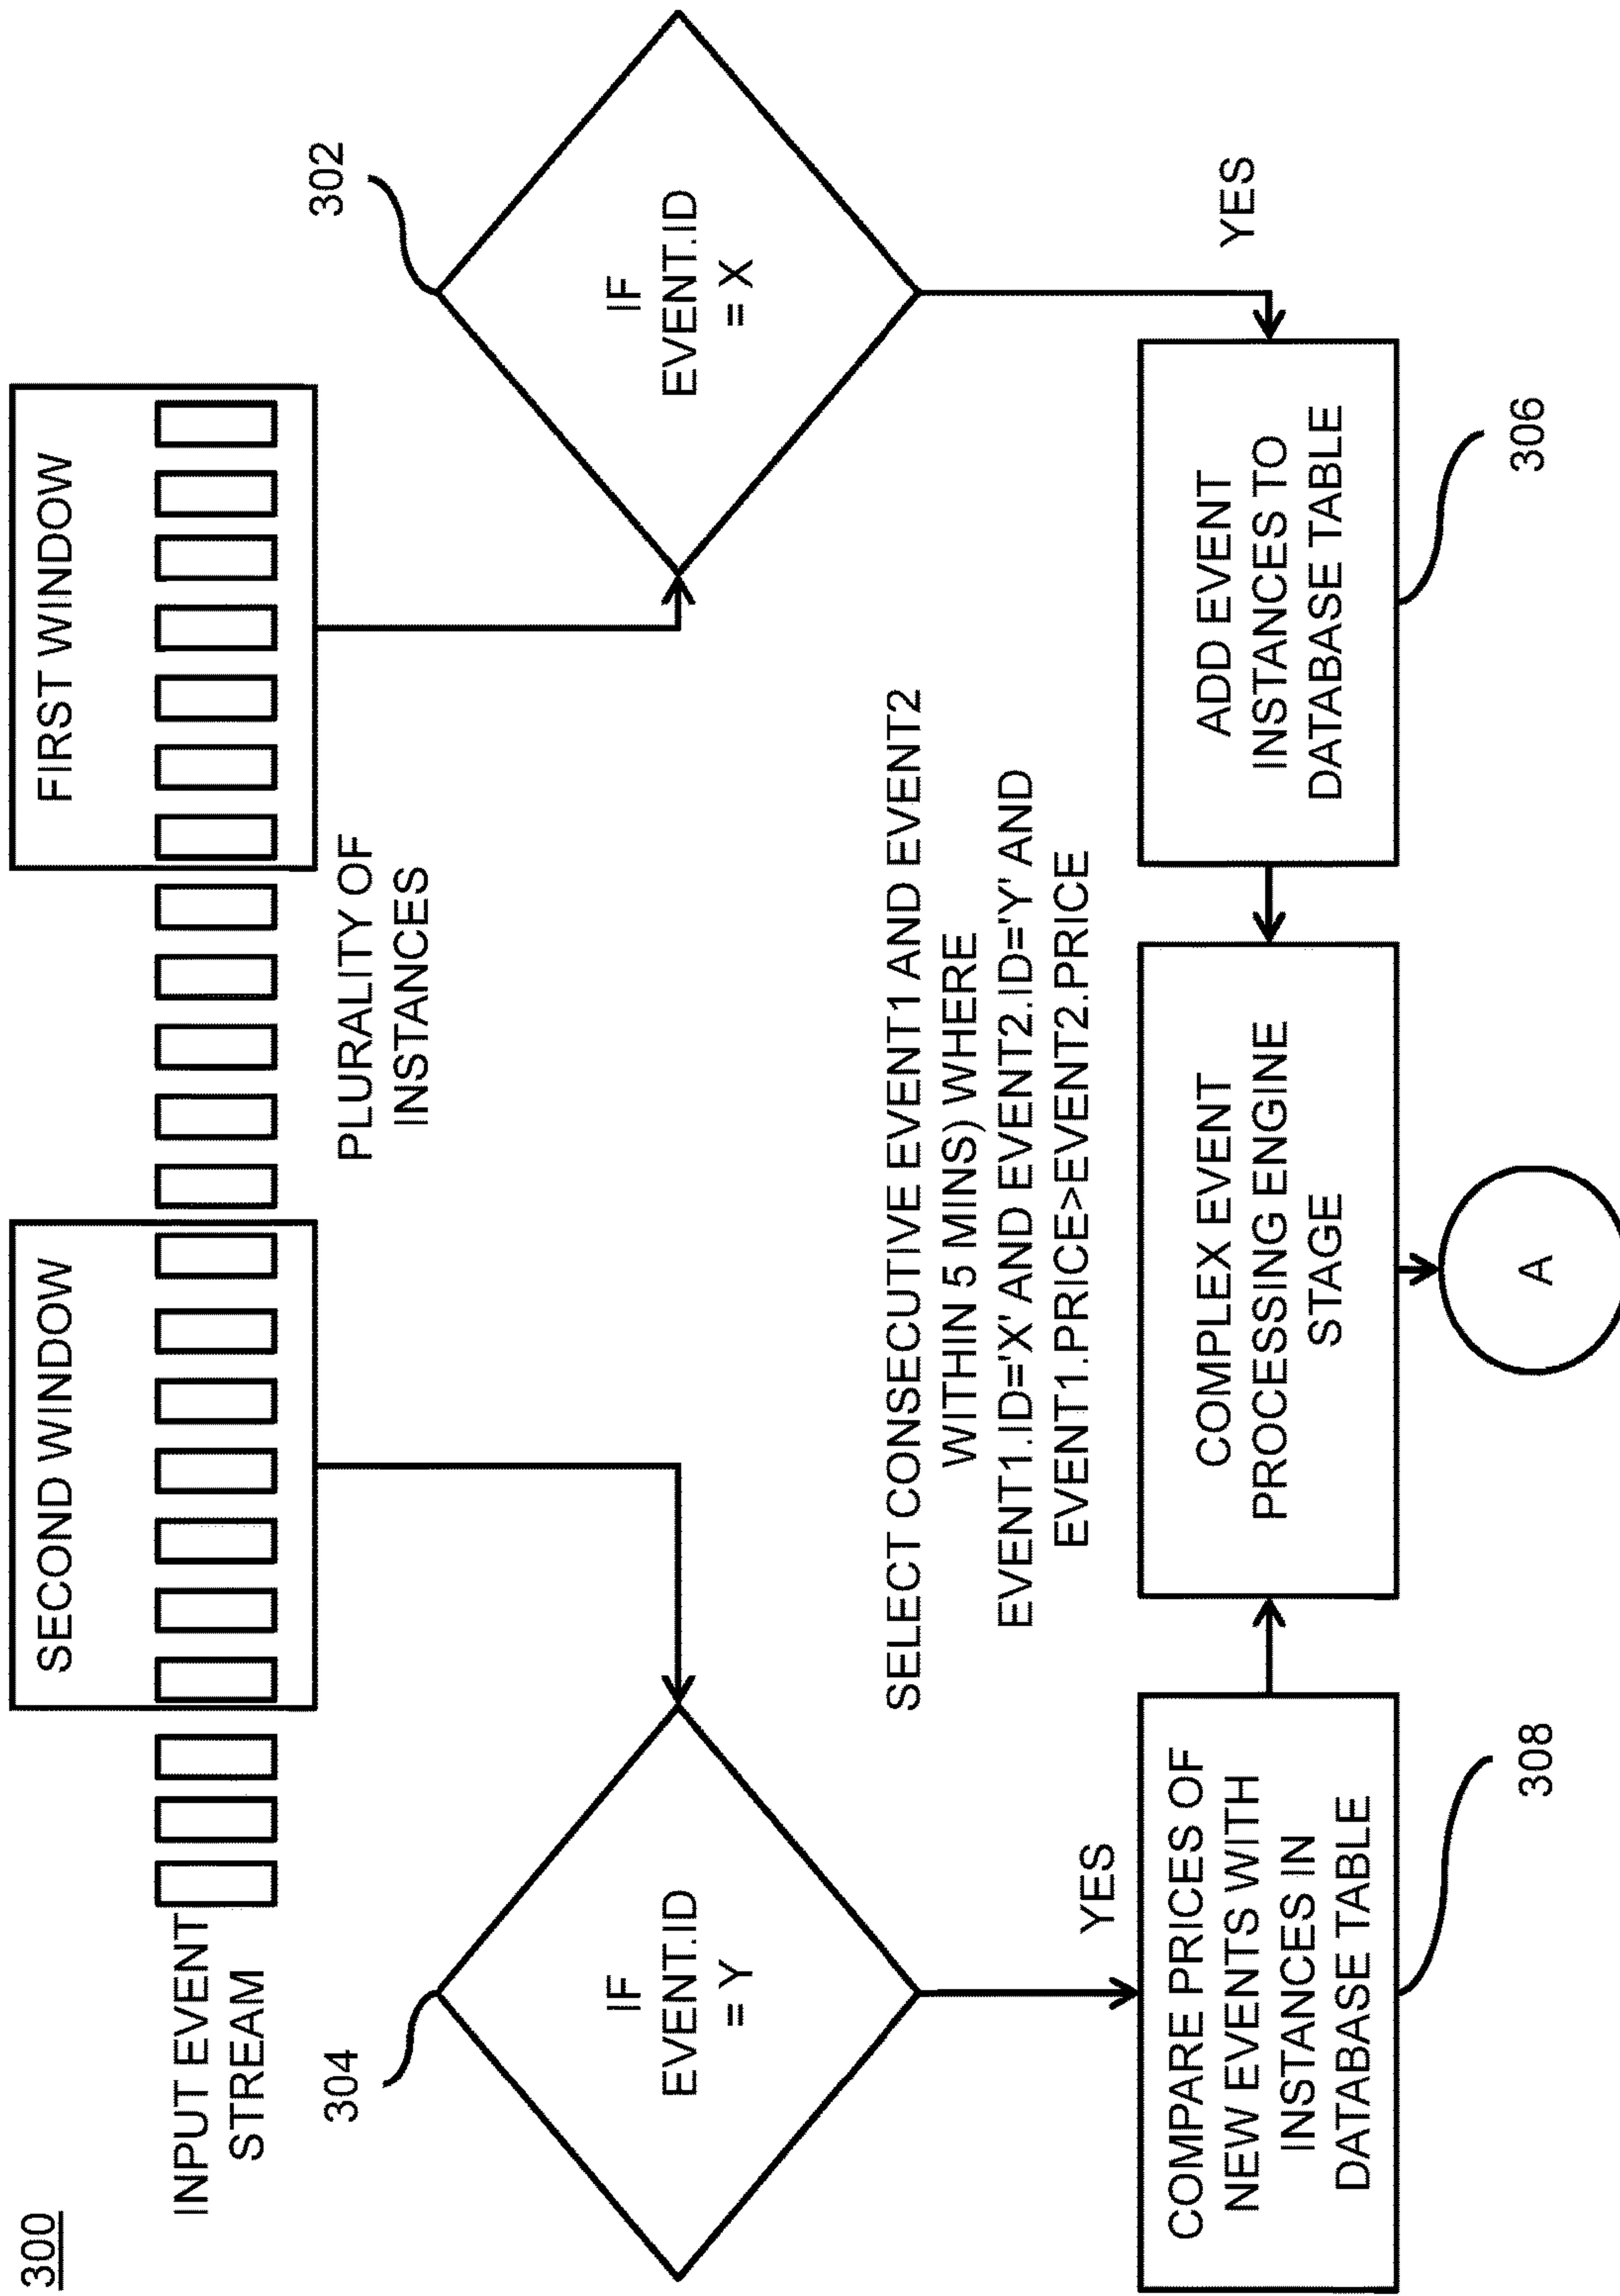 300
INPUT EVENT
STREAM
SECOND WINDOW
FIRST WINDOW
PLURALITY OF
INSTANCES
304
IF
EVENT.ID
= Y
302
IF
EVENT.ID
= X
SELECT CONSECUTIVE EVENT1 AND EVENT2
WITHIN 5 MINS) WHERE
EVENT1.ID='X' AND EVENT2.ID='Y' AND
EVENT1.PRICE>EVENT2.PRICE
YES
YES
COMPARE PRICES OF
NEW EVENTS WITH
INSTANCES IN
DATABASE TABLE
308
COMPLEX EVENT
PROCESSING ENGINE
STAGE
ADD EVENT
INSTANCES TO
DATABASE TABLE
306
A